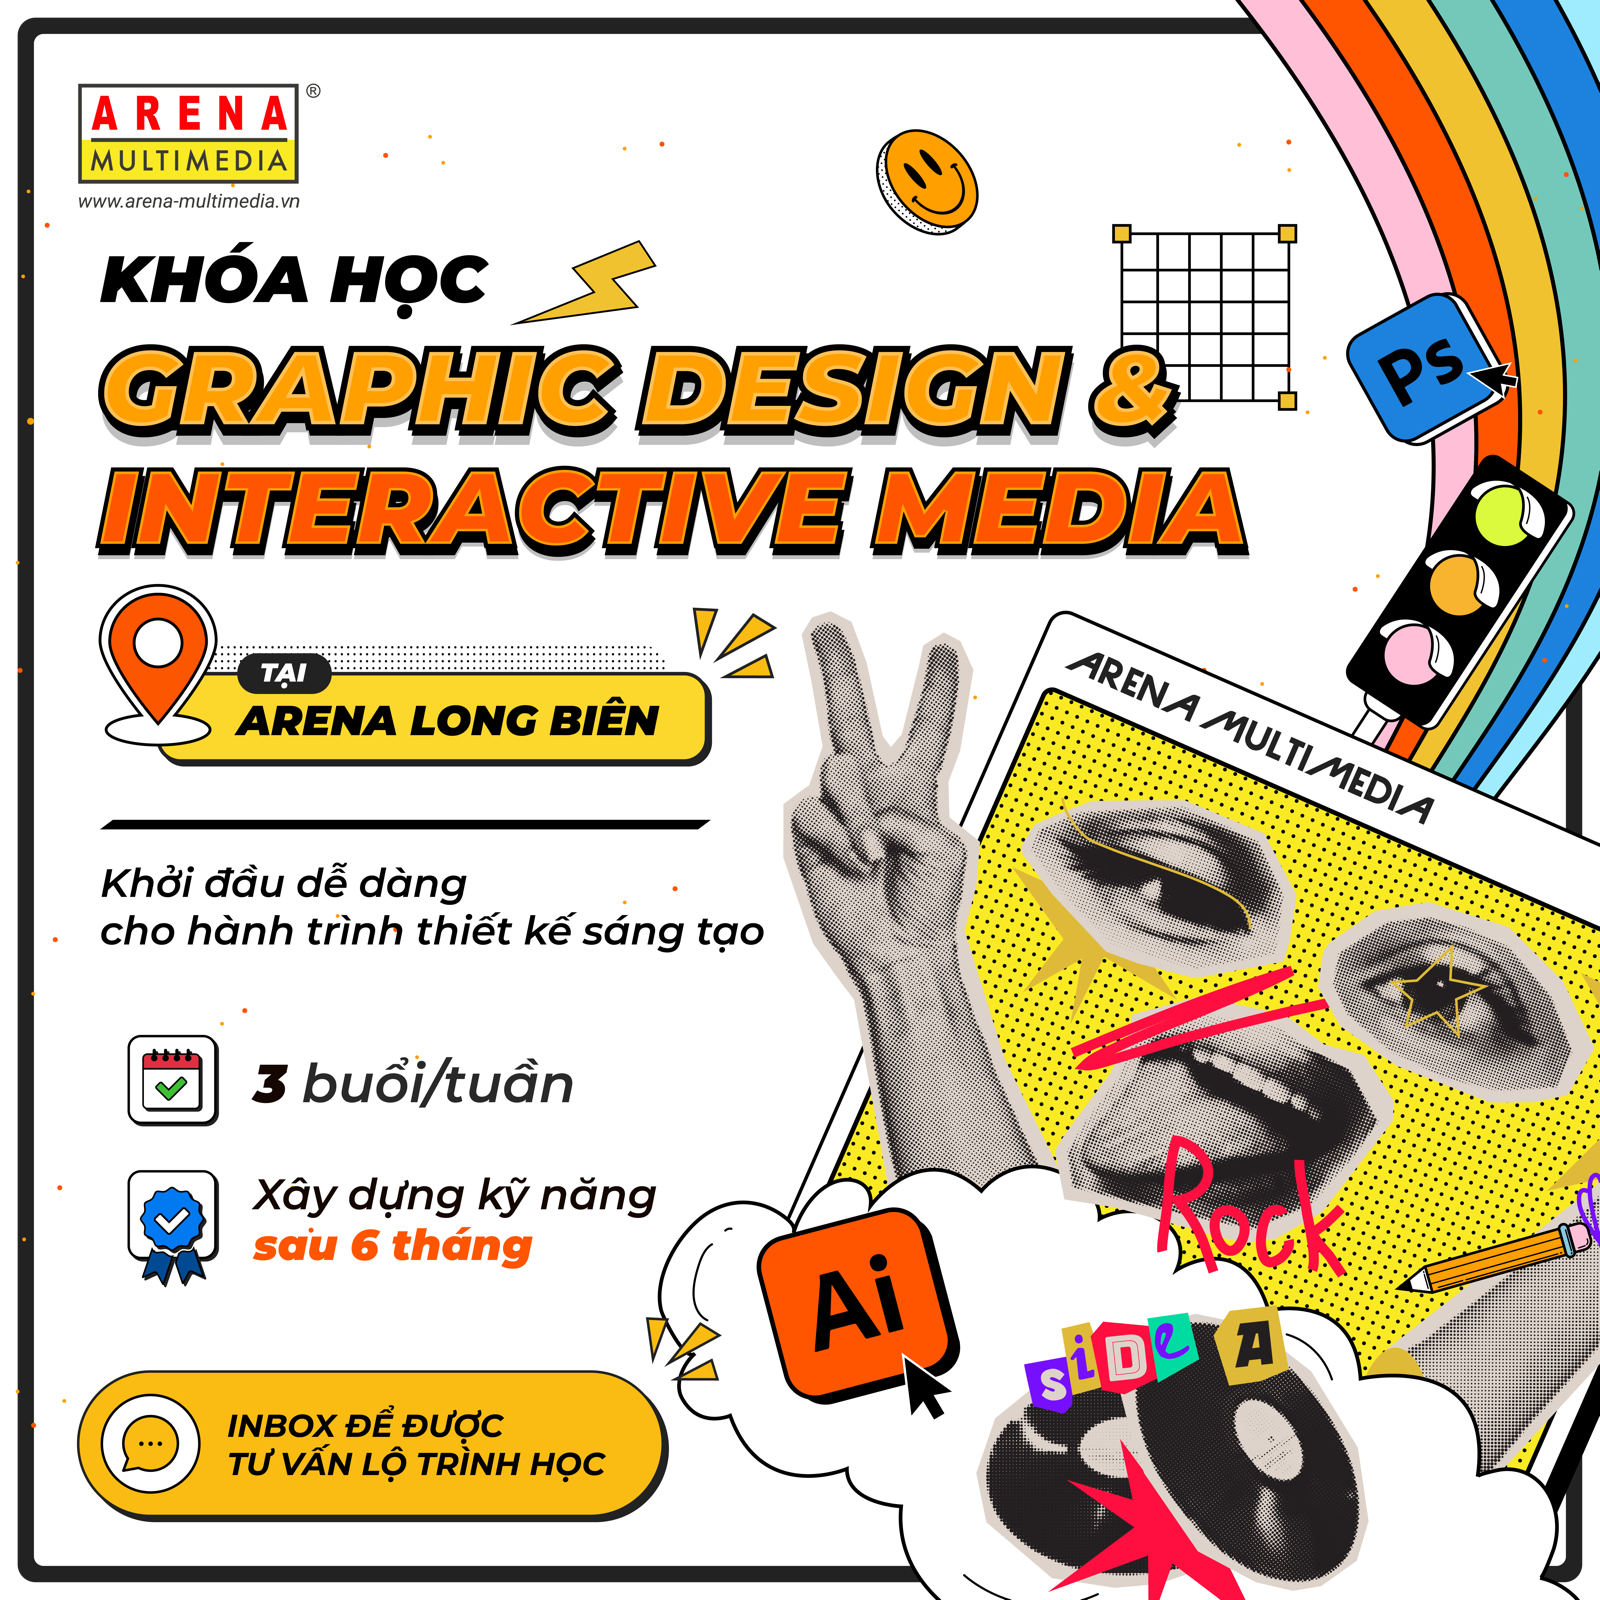 ARENA ®
MULTIMEDIA
www.arena-multimedia.vn
KHÓA HỌC
GRAPHIC DESIGN &
INTERACTIVE MEDIA
TẠI
ARENA LONG BIÊN
Khởi đầu dễ dàng
cho hành trình thiết kế sáng tạo
3 buổi/tuần
Xây dựng kỹ năng
sau 6 tháng
INBOX ĐỂ ĐƯỢC
TƯ VẤN LỘ TRÌNH HỌC
Ps
ARENA MULTIMEDIA
Rock
Ai
SiDe A